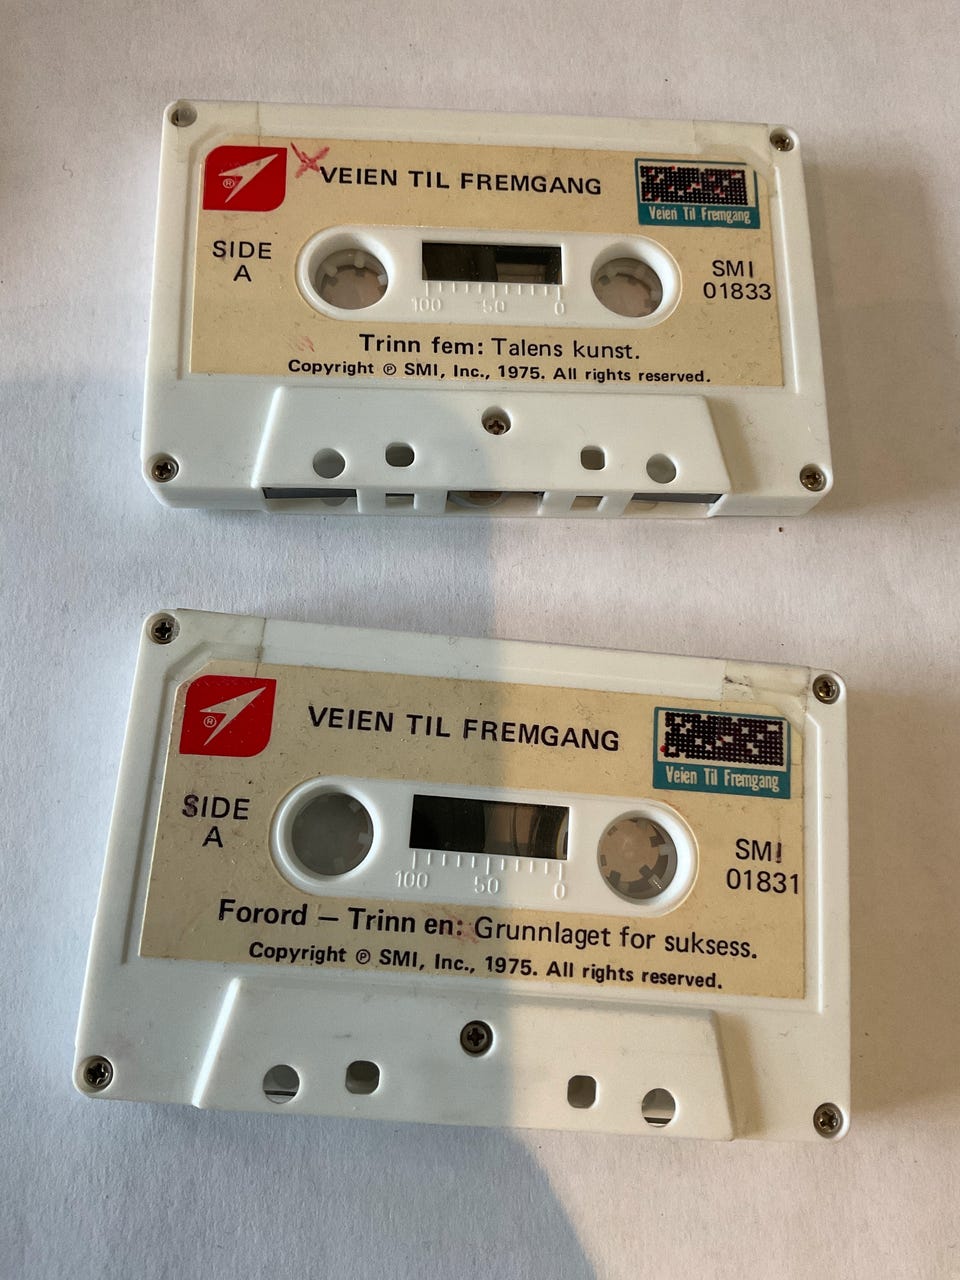 VEIEN TIL FREMGANG
Veien Til Fremgang
SIDE
A
SMI
01833
100 50 0
Trinn fem: Talens kunst.
Copyright ℗ SMI, Inc., 1975. All rights reserved.
VEIEN TIL FREMGANG
Veien Til Fremgang
SIDE
A
SMI
01831
100 50 0
Forord — Trinn en: Grunnlaget for suksess.
Copyright ℗ SMI, Inc., 1975. All rights reserved.